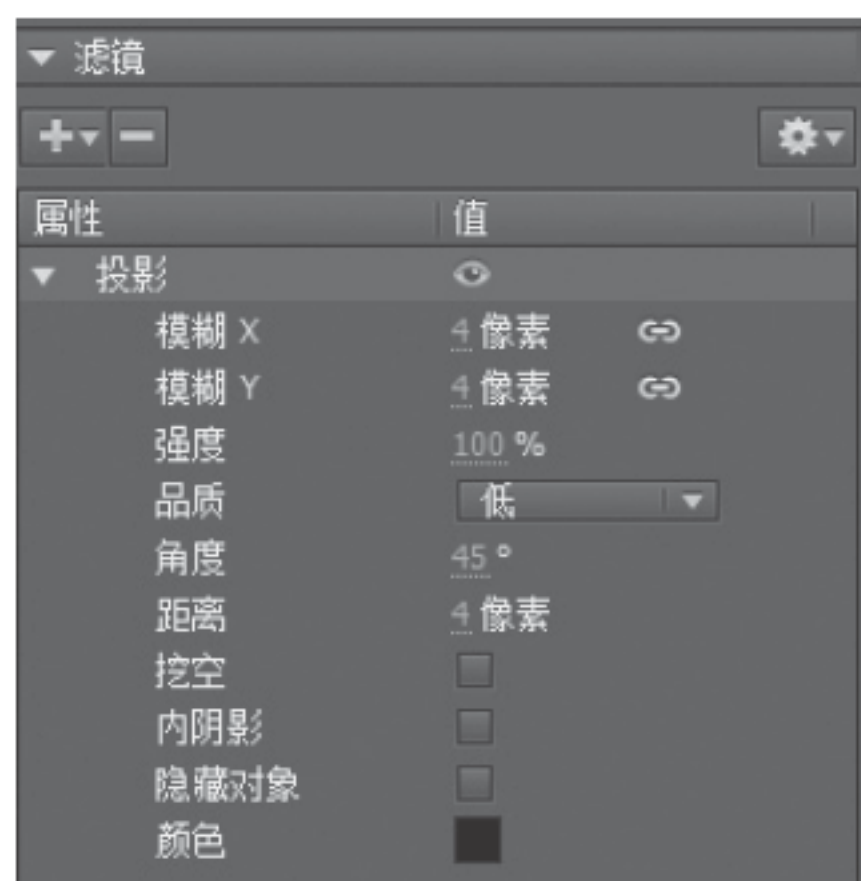 滤镜
属性 值
投影
模糊 X 4 像素
模糊 Y 4 像素
强度 100 %
品质 低
角度 45 °
距离 4 像素
挖空
内阴影
隐藏对象
颜色